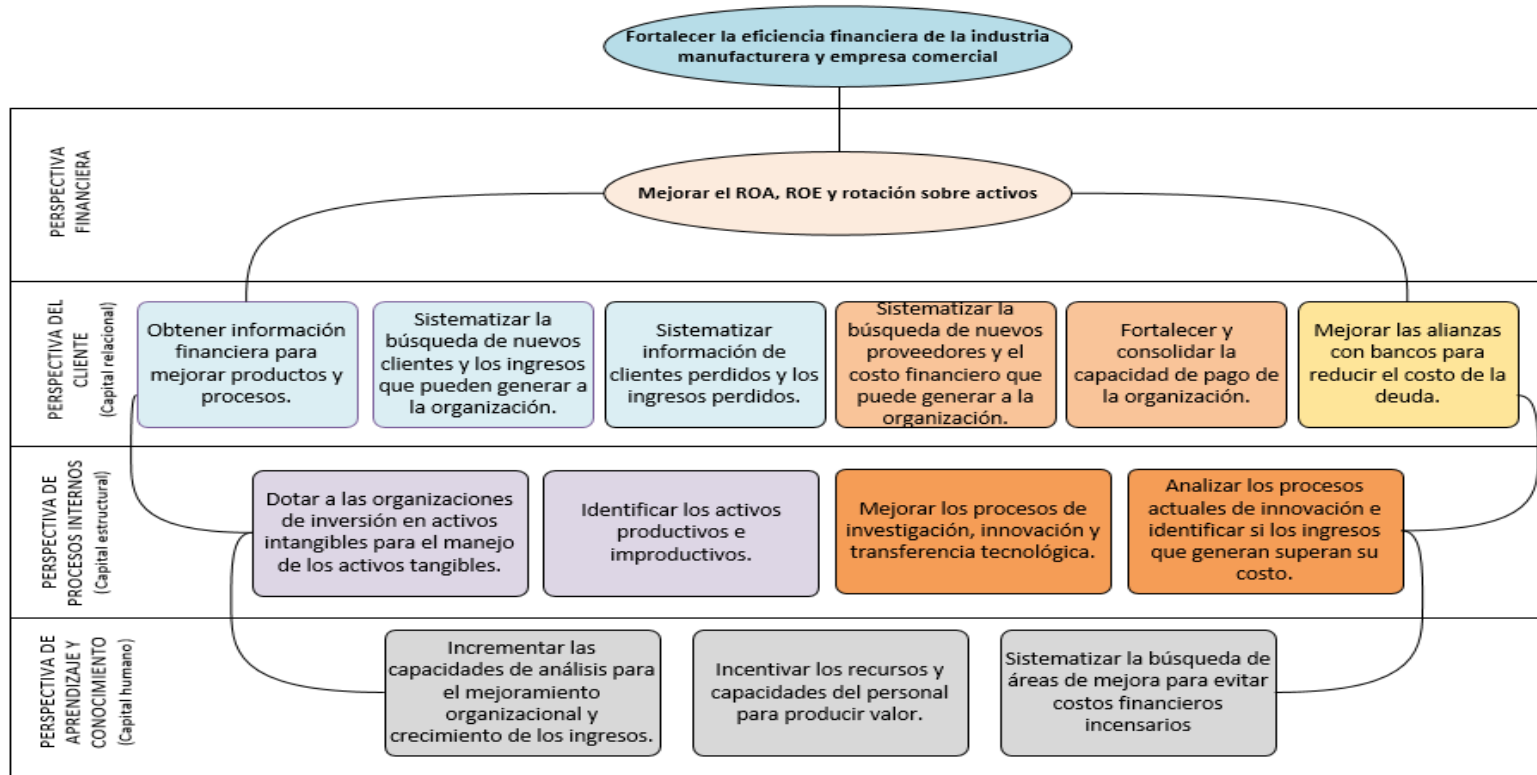 Fortalecer la eficiencia financiera de la industria
manufacturera y empresa comercial
PERSPECTIVA
FINANCIERA
Mejorar el ROA, ROE y rotación sobre activos
PERSPECTIVA DEL
CLIENTE
(Capital relacional)
Obtener información
financiera para
mejorar productos y
procesos.
Sistematizar la
búsqueda de nuevos
clientes y los ingresos
que pueden generar a
la organización.
Sistematizar
información de
clientes perdidos y los
ingresos perdidos.
Sistematizar la
búsqueda de nuevos
proveedores y el
costo financiero que
puede generar a la
organización.
Fortalecer y
consolidar la
capacidad de pago de
la organización.
Mejorar las alianzas
con bancos para
reducir el costo de la
deuda.
PERSPECTIVA DE
PROCESOS INTERNOS
(Capital estructural)
Dotar a las organizaciones
de inversión en activos
intangibles para el manejo
de los activos tangibles.
Identificar los activos
productivos e
improductivos.
Mejorar los procesos de
investigación, innovación y
transferencia tecnológica.
Analizar los procesos
actuales de innovación e
identificar si los ingresos
que generan superan su
costo.
PERSPECTIVA DE
APRENDIZAJE Y
CONOCIMIENTO
(Capital humano)
Incrementar las
capacidades de análisis para
el mejoramiento
organizacional y
crecimiento de los ingresos.
Incentivar los recursos y
capacidades del personal
para producir valor.
Sistematizar la búsqueda de
áreas de mejora para evitar
costos financieros
incensarios